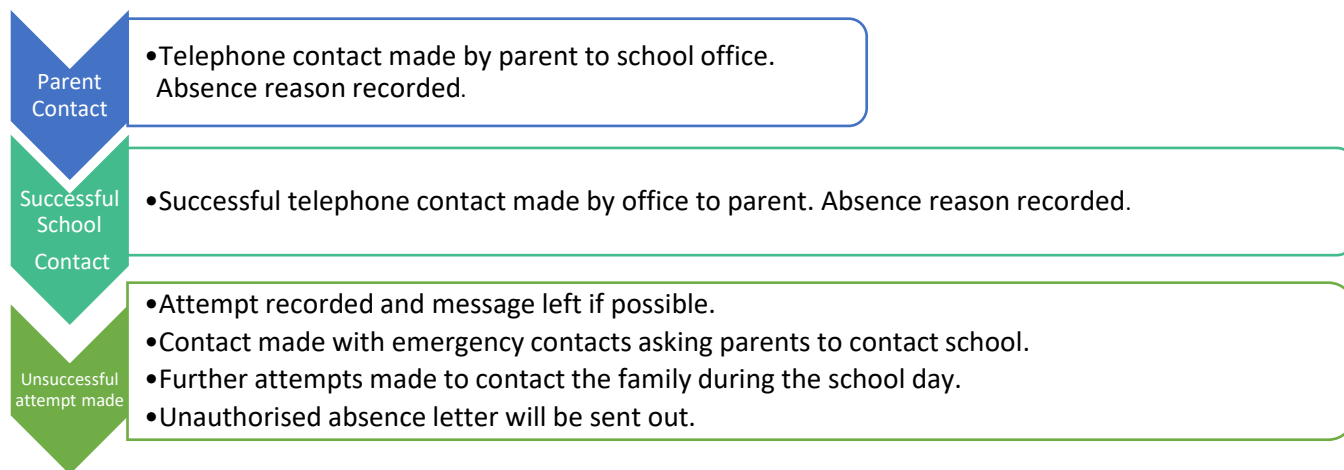 Parent
Contact
•Telephone contact made by parent to school office.
Absence reason recorded.
Successful
School
Contact
•Successful telephone contact made by office to parent. Absence reason recorded.
Unsuccessful
attempt made
•Attempt recorded and message left if possible.
•Contact made with emergency contacts asking parents to contact school.
•Further attempts made to contact the family during the school day.
•Unauthorised absence letter will be sent out.